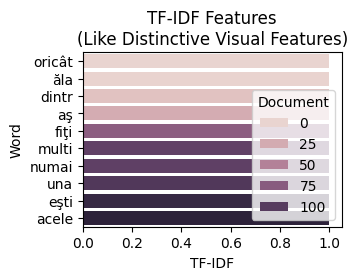 TF-IDF Features
(Like Distinctive Visual Features)
oricât
ăla
dintr
aş
fiţi
multi
numai
una
eşti
acele
Word
Document
0
25
50
75
100
0.0 0.2 0.4 0.6 0.8 1.0
TF-IDF